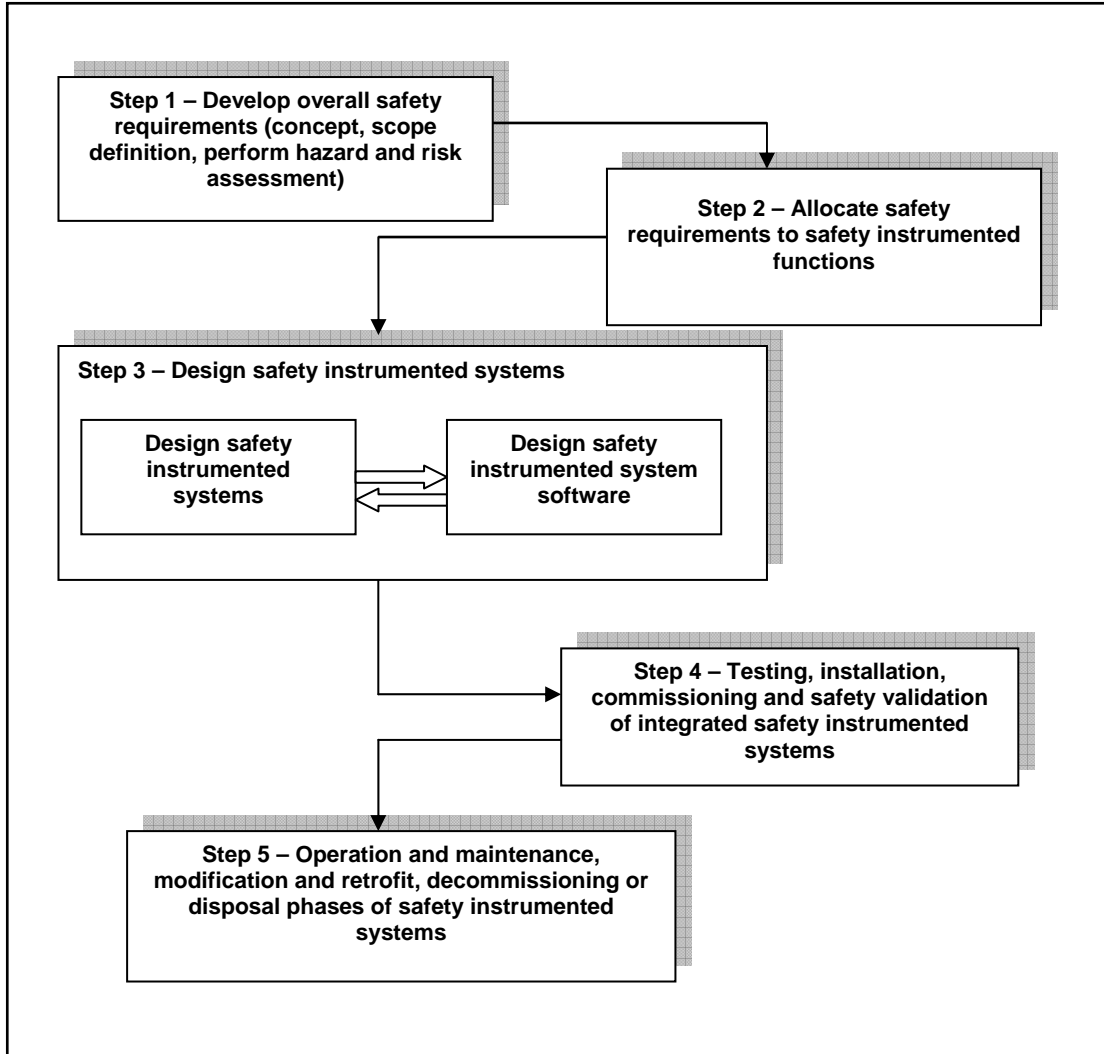 Step 1 – Develop overall safety
requirements (concept, scope
definition, perform hazard and risk
assessment)
Step 2 – Allocate safety
requirements to safety instrumented
functions
Step 3 – Design safety instrumented systems
Design safety
instrumented
systems
Design safety
instrumented system
software
Step 4 – Testing, installation,
commissioning and safety validation
of integrated safety instrumented
systems
Step 5 – Operation and maintenance,
modification and retrofit, decommissioning or
disposal phases of safety instrumented
systems